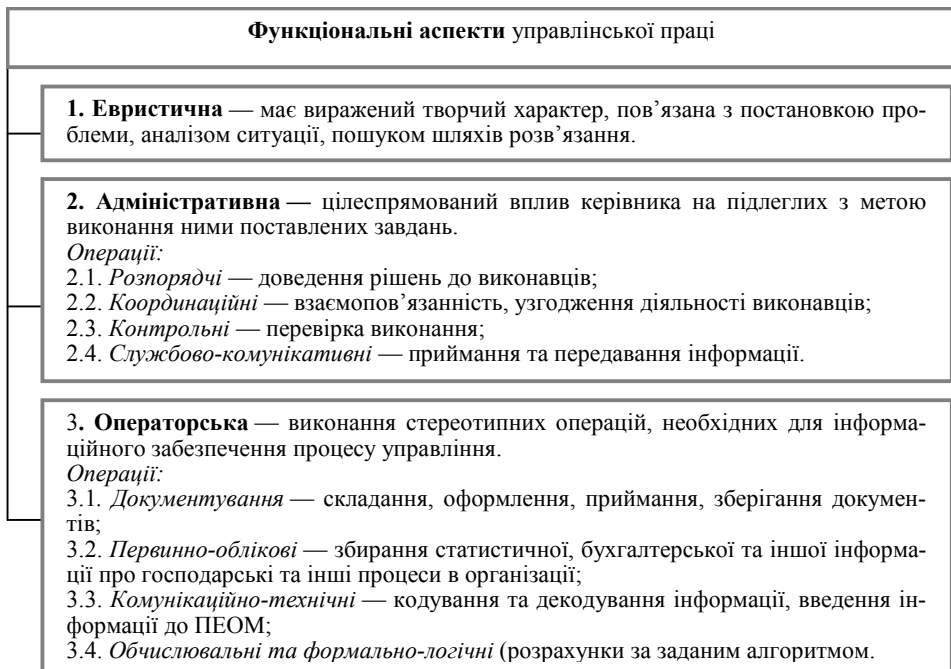 Функціональні аспекти управлінської праці
1. Евристична — має виражений творчий характер, пов’язана з постановкою про-
блеми, аналізом ситуації, пошуком шляхів розв’язання.
2. Адміністративна — цілеспрямований вплив керівника на підлеглих з метою
виконання ними поставлених завдань.
Операції:
2.1. Розпорядчі — доведення рішень до виконавців;
2.2. Координаційні — взаємопов’язанність, узгодження діяльності виконавців;
2.3. Контрольні — перевірка виконання;
2.4. Службово-комунікативні — приймання та передавання інформації.
3. Операторська — виконання стереотипних операцій, необхідних для інформа-
ційного забезпечення процесу управління.
Операції:
3.1. Документування — складання, оформлення, приймання, зберігання докумен-
тів;
3.2. Первинно-облікові — збирання статистичної, бухгалтерської та іншої інформа-
ції про господарські та інші процеси в організації;
3.3. Комунікаційно-технічні — кодування та декодування інформації, введення ін-
формації до ПЕОМ;
3.4. Обчислювальні та формально-логічні (розрахунки за заданим алгоритмом.